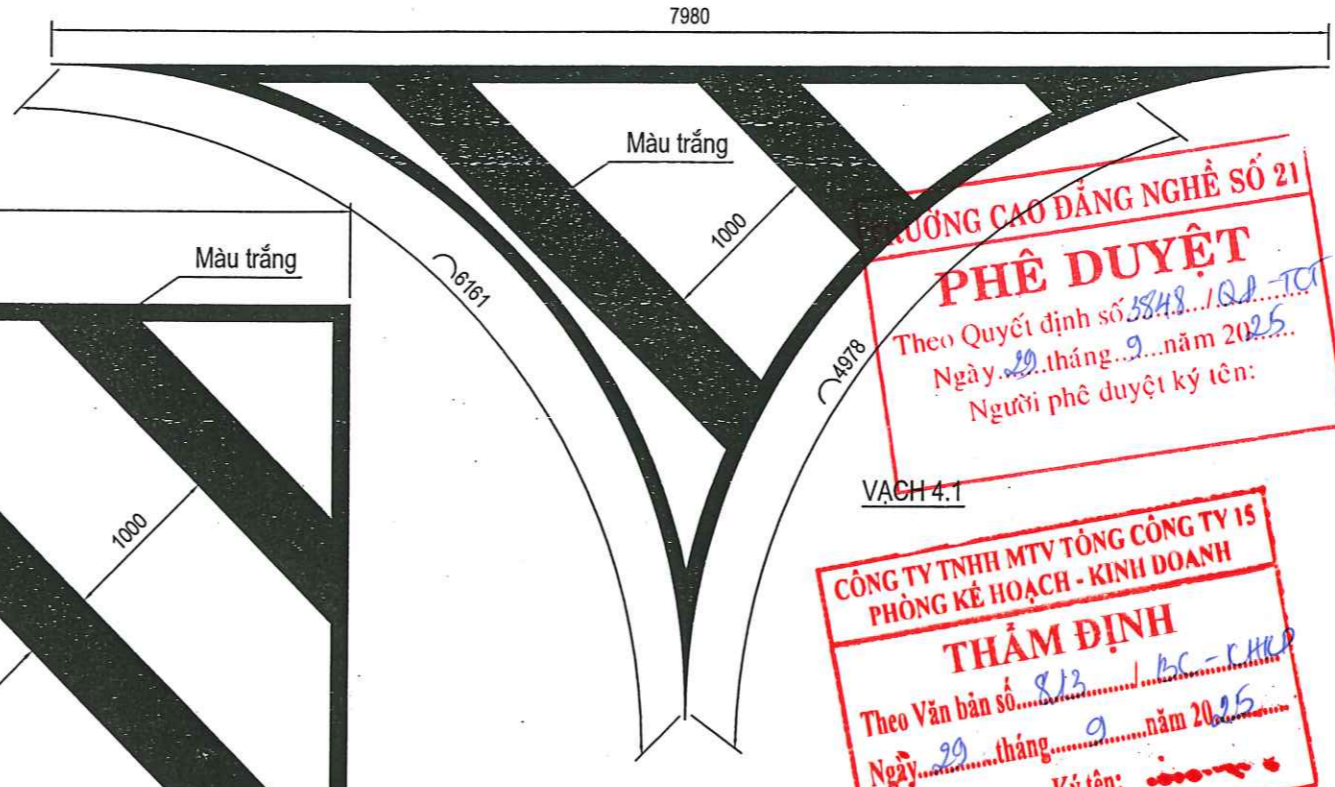 7980
Màu trắng
1000
6161
4978
Màu trắng
1000
VẠCH 4.1
TRƯỜNG CAO ĐẲNG NGHỀ SỐ 21
PHÊ DUYỆT
Theo Quyết định số 3848 / QĐ-TCT
Ngày 29 tháng 9 năm 2025
Người phê duyệt ký tên:
CÔNG TY TNHH MTV TỔNG CÔNG TY 15
PHÒNG KẾ HOẠCH - KINH DOANH
THẨM ĐỊNH
Theo Văn bản số 813 / BC-KHKD
Ngày 29 tháng 9 năm 2025
Ký tên: